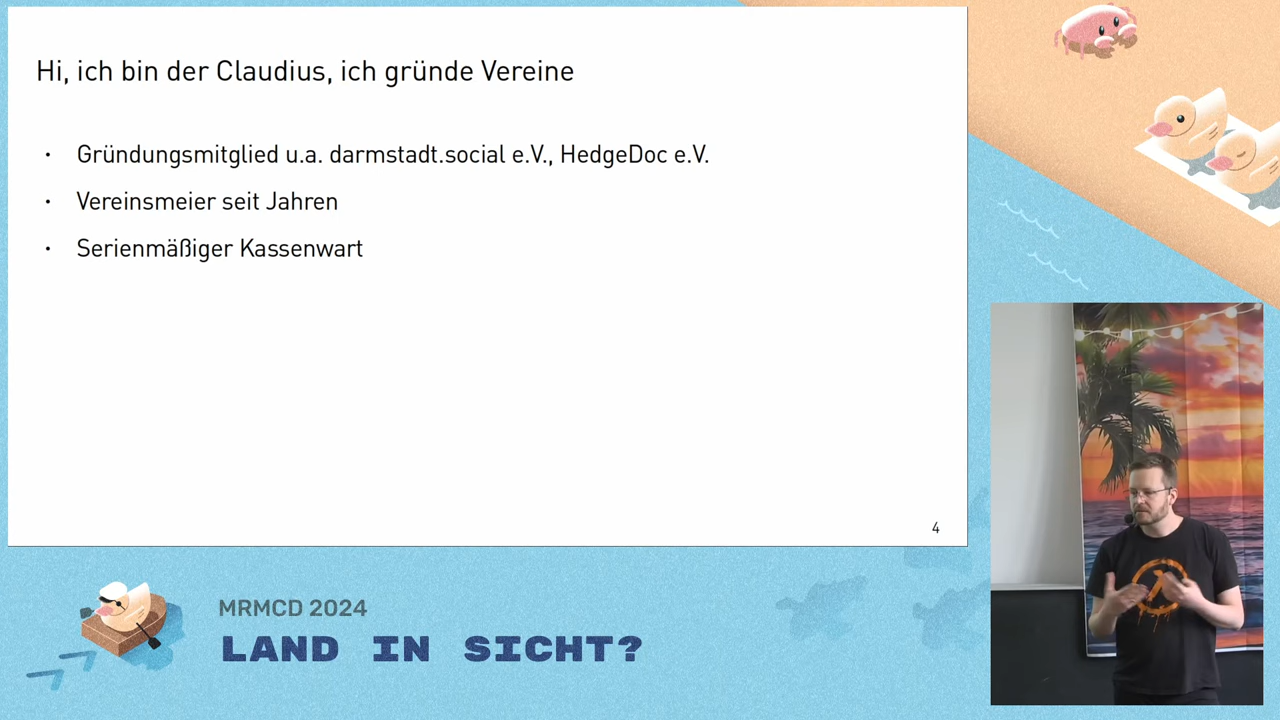 Hi, ich bin der Claudius, ich gründe Vereine
· Gründungsmitglied u.a. darmstadt.social e.V., HedgeDoc e.V.
· Vereinsmeier seit Jahren
· Serienmäßiger Kassenwart
4
MRMCD 2024
LAND IN SICHT?